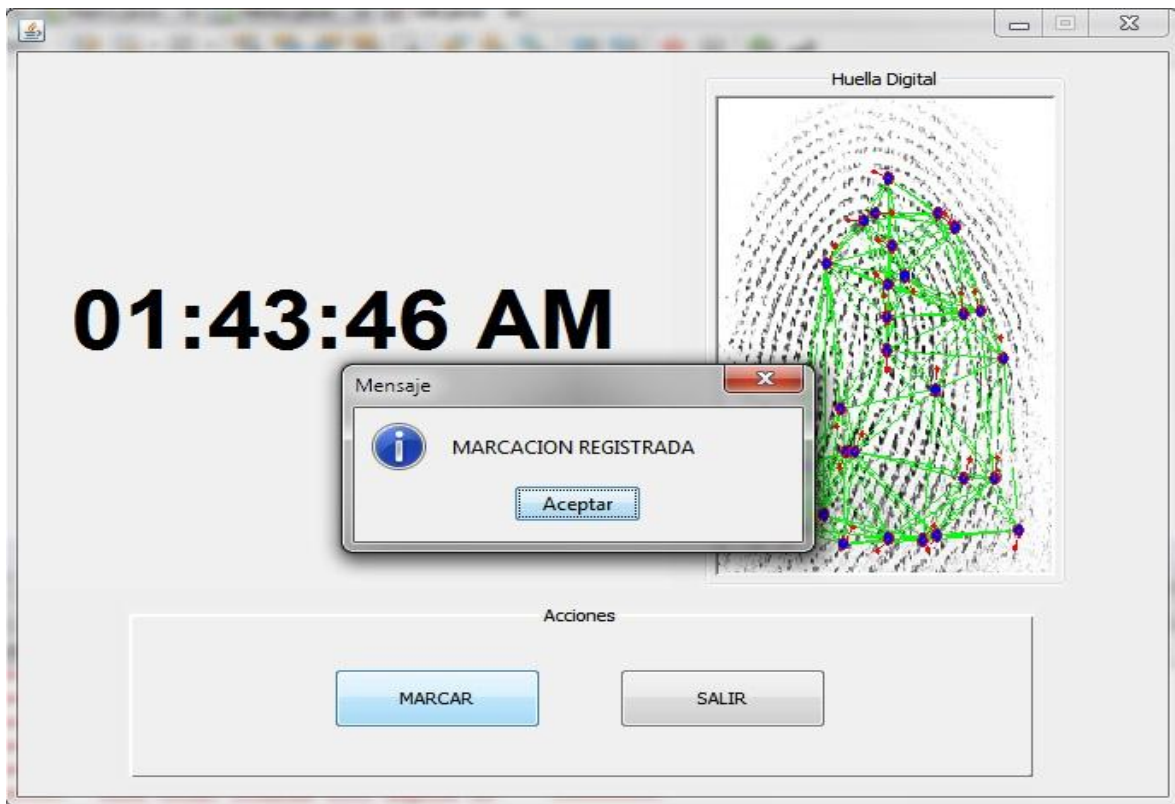 Huella Digital
01:43:46 AM
Mensaje
MARCACION REGISTRADA
Aceptar
Acciones
MARCAR
SALIR